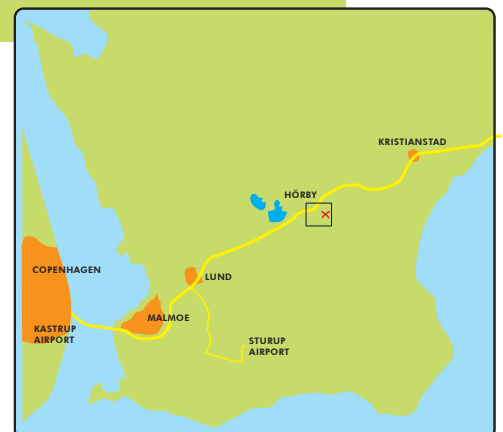 KRISTIANSTAD
HÖRBY
COPENHAGEN
LUND
MALMOE
KASTRUP
AIRPORT
STURUP
AIRPORT